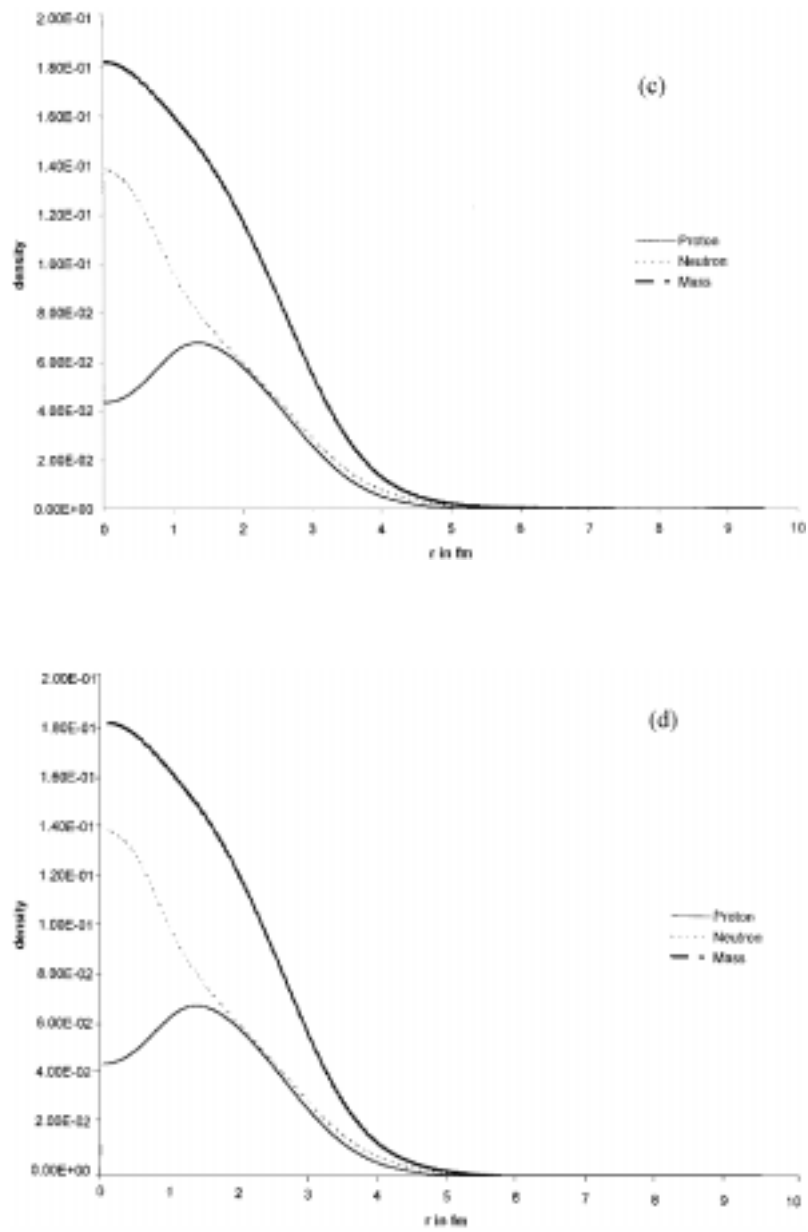 2.00E-01
(c)
1.80E-01
1.60E-01
1.40E-01
1.20E-01
1.00E-01
8.00E-02
6.00E-02
4.00E-02
2.00E-02
0.00E+00
density
Proton
Neutron
Mass
0 1 2 3 4 5 6 7 8 9 10
r in fm
2.00E-01
(d)
1.80E-01
1.60E-01
1.40E-01
1.20E-01
1.00E-01
8.00E-02
6.00E-02
4.00E-02
2.00E-02
0.00E+00
density
Proton
Neutron
Mass
0 1 2 3 4 5 6 7 8 9 10
r in fm